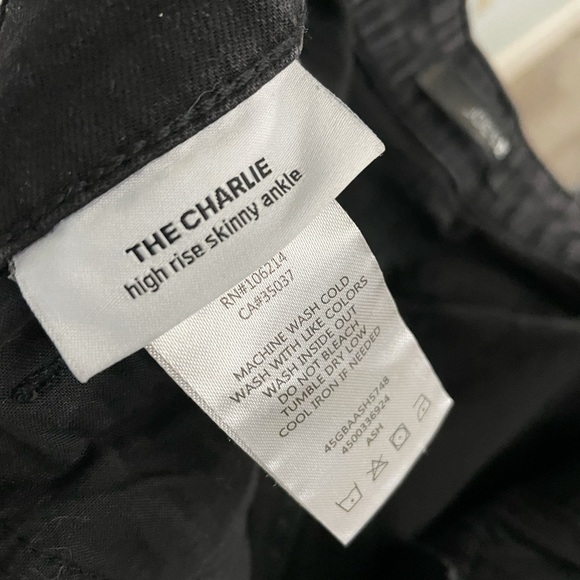 THE CHARLIE
high rise skinny ankle
RN#106214
CA#35037
MACHINE WASH COLD
WASH WITH LIKE COLORS
WASH INSIDE OUT
DO NOT BLEACH
TUMBLE DRY LOW
COOL IRON IF NEEDED
45GBAASH5748
4500336924
ASH